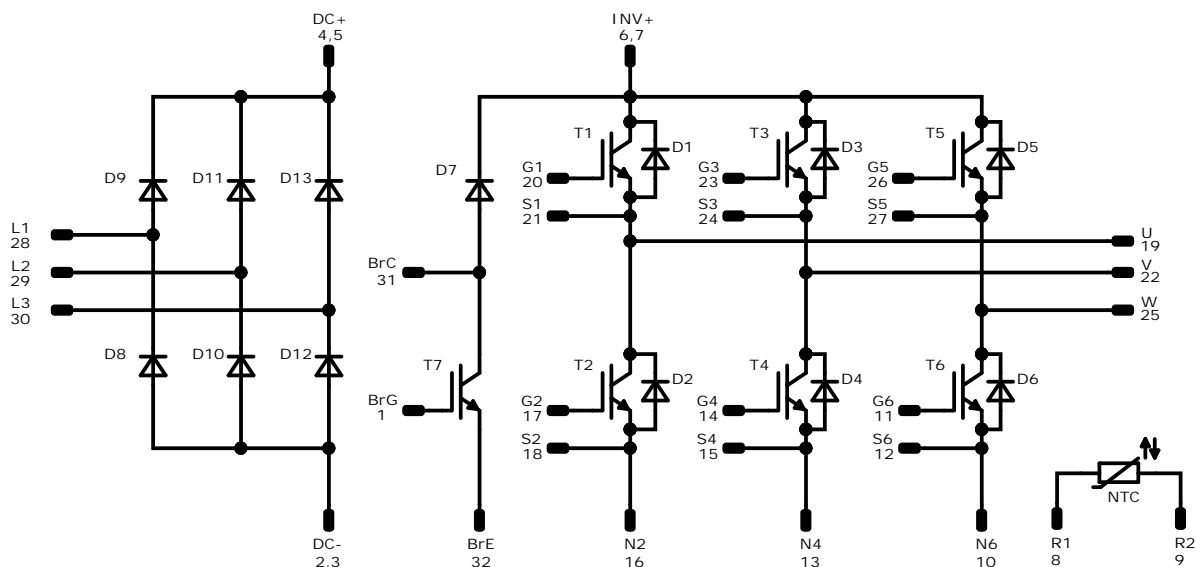 DC+
4,5
INV+
6,7
T1
D1
T3
D3
T5
D5
D9
D11
D13
D7
G1
20
G3
23
G5
26
S1
21
S3
24
S5
27
L1
28
L2
29
L3
30
U
19
V
22
W
25
BrC
31
D8
D10
D12
T7
T2
D2
T4
D4
T6
D6
BrG
1
G2
17
G4
14
G6
11
S2
18
S4
15
S6
12
NTC
DC-
2,3
BrE
32
N2
16
N4
13
N6
10
R1
8
R2
9